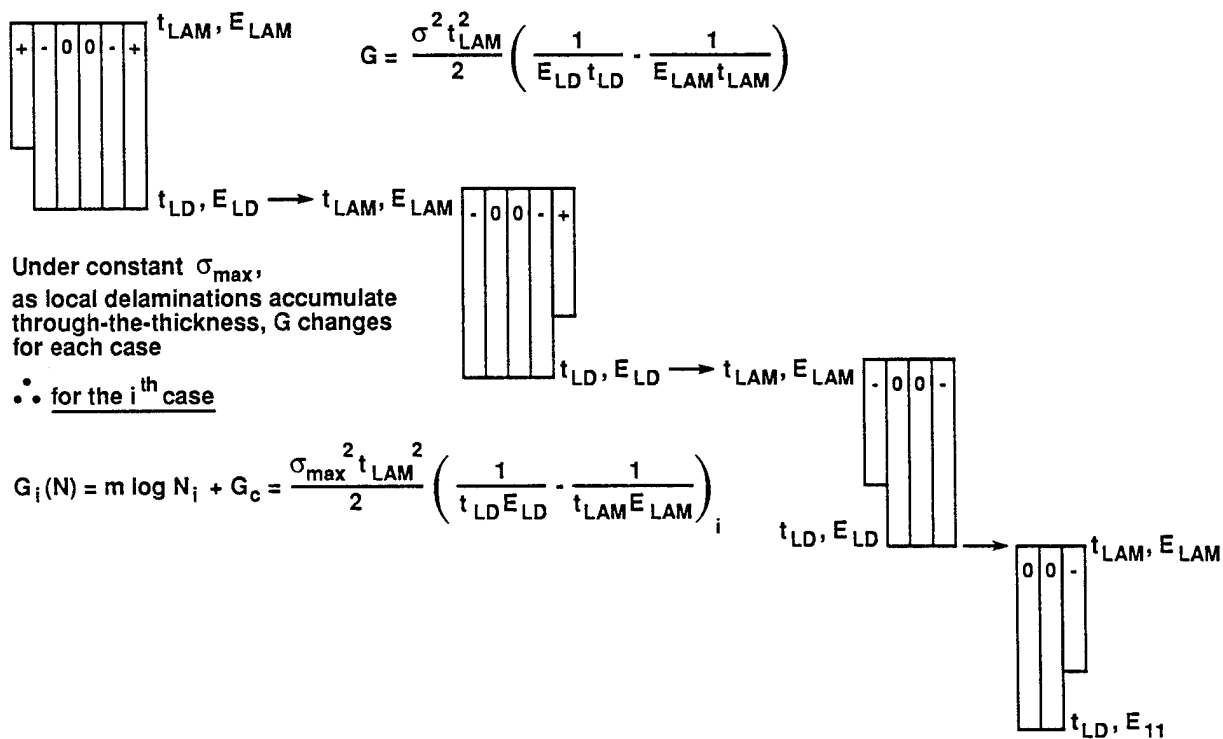 t_LAM, E_LAM
+ - 0 0 - +
G = σ² t²_LAM / 2 ( 1 / E_LD t_LD - 1 / E_LAM t_LAM )
t_LD, E_LD → t_LAM, E_LAM
- 0 0 - +
Under constant σ_max,
as local delaminations accumulate
through-the-thickness, G changes
for each case
t_LD, E_LD → t_LAM, E_LAM
- 0 0 -
∴ for the i^th case
G_i(N) = m log N_i + G_c = σ_max² t_LAM² / 2 ( 1 / t_LD E_LD - 1 / t_LAM E_LAM )_i
t_LD, E_LD → t_LAM, E_LAM
0 0 -
t_LD, E_11